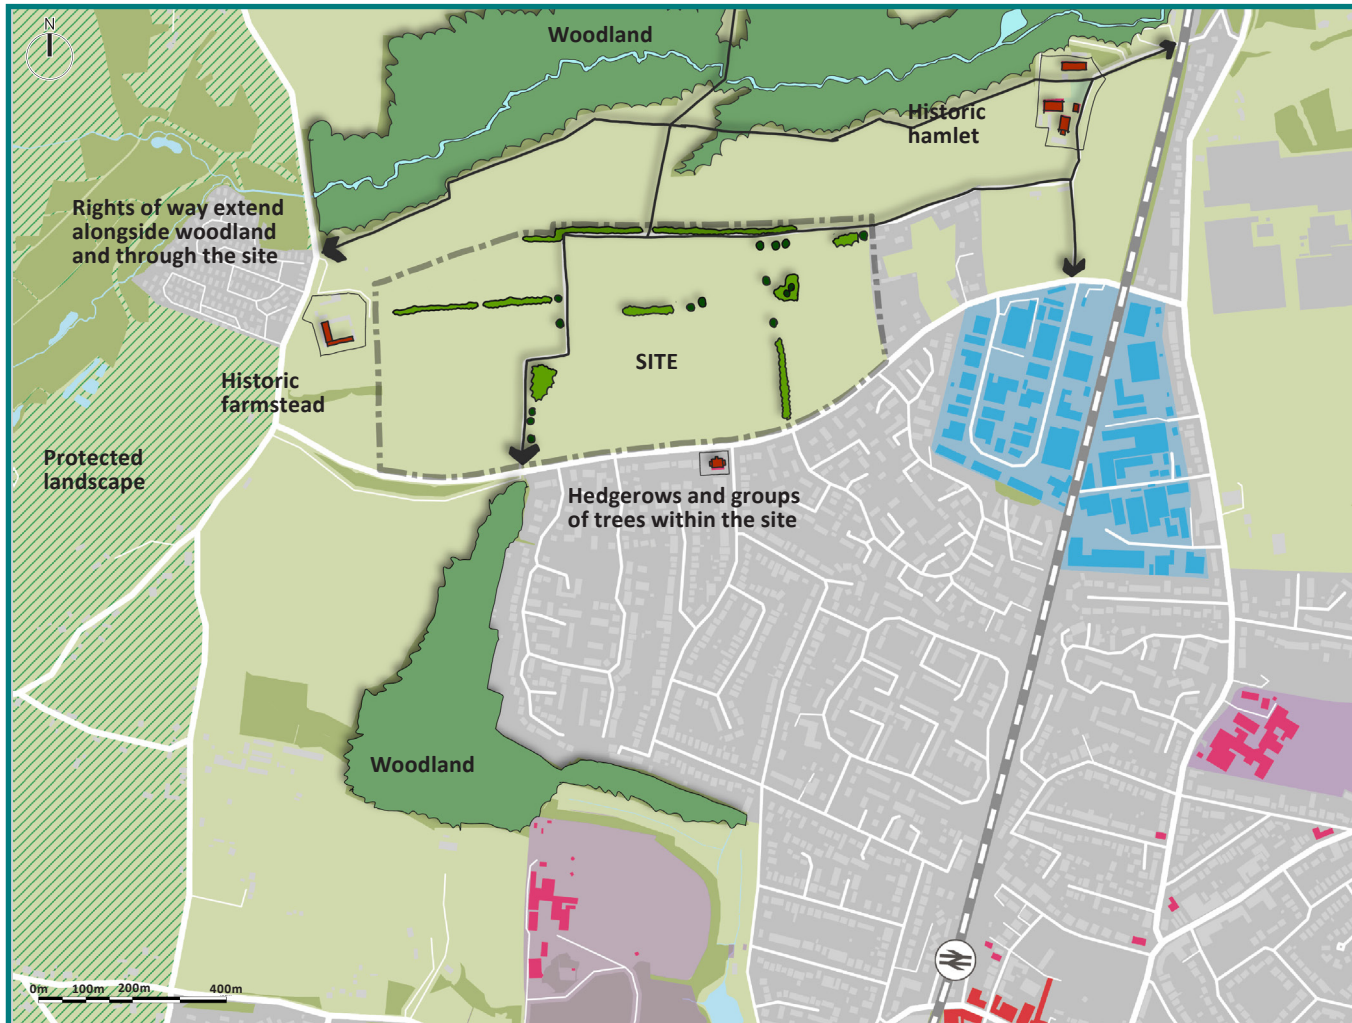 N
Woodland
Historic
hamlet
Rights of way extend
alongside woodland
and through the site
SITE
Historic
farmstead
Protected
landscape
Hedgerows and groups
of trees within the site
Woodland
0m 100m 200m 400m